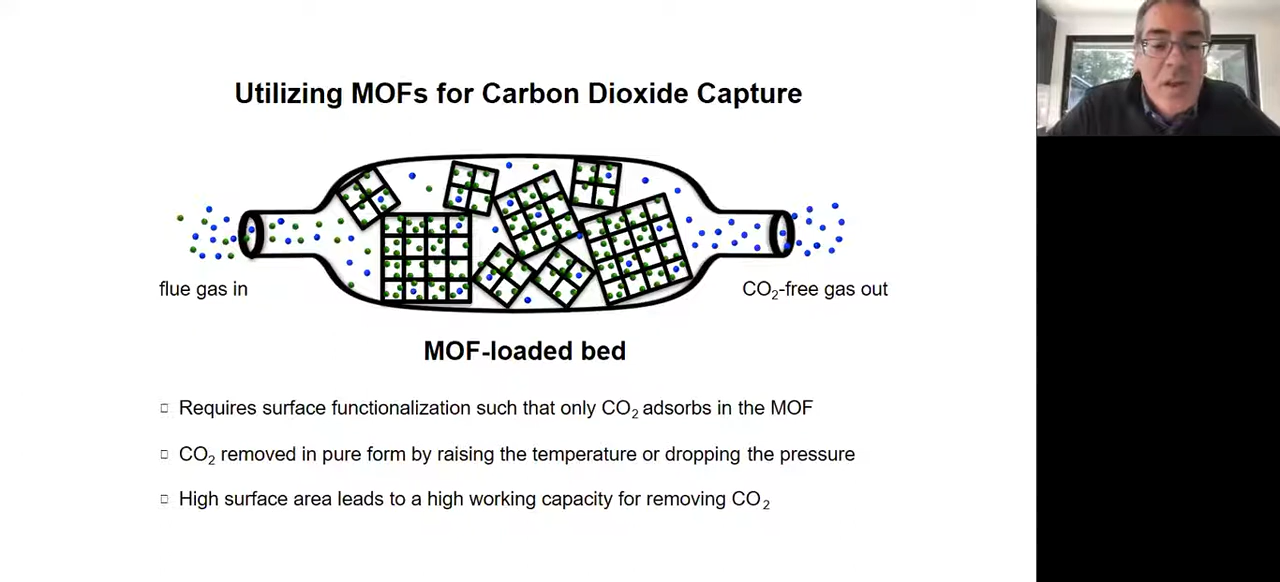 Utilizing MOFs for Carbon Dioxide Capture
flue gas in
CO₂-free gas out
MOF-loaded bed
Requires surface functionalization such that only CO₂ adsorbs in the MOF
CO₂ removed in pure form by raising the temperature or dropping the pressure
High surface area leads to a high working capacity for removing CO₂